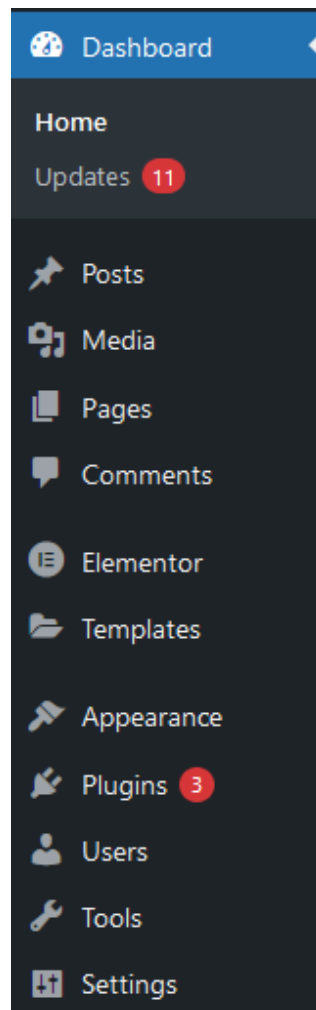 Dashboard
Home
Updates 11
Posts
Media
Pages
Comments
Elementor
Templates
Appearance
Plugins 3
Users
Tools
Settings